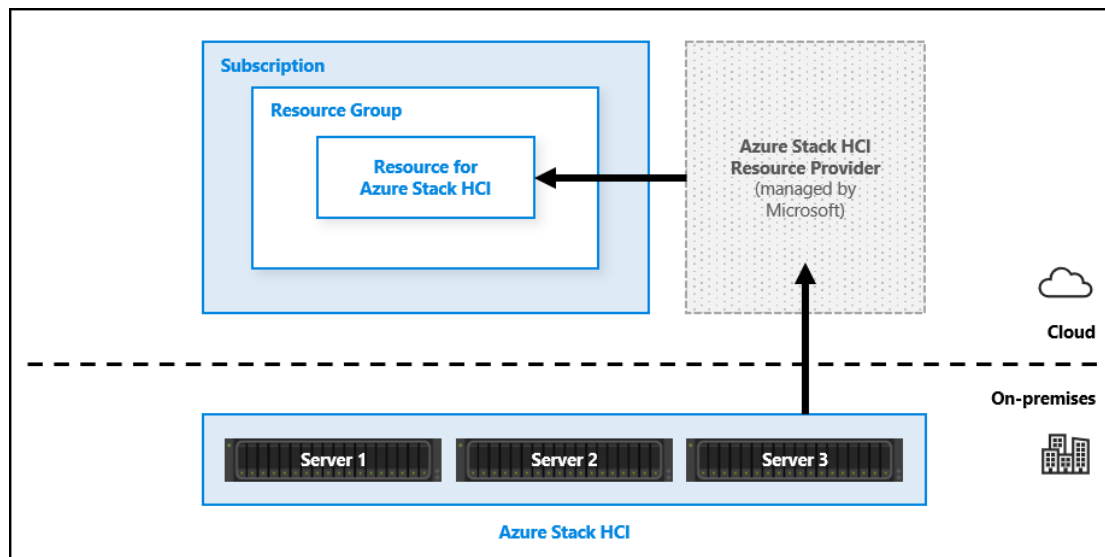 Subscription
Resource Group
Resource for
Azure Stack HCI
Azure Stack HCI
Resource Provider
(managed by
Microsoft)
Cloud
On-premises
Server 1
Server 2
Server 3
Azure Stack HCI